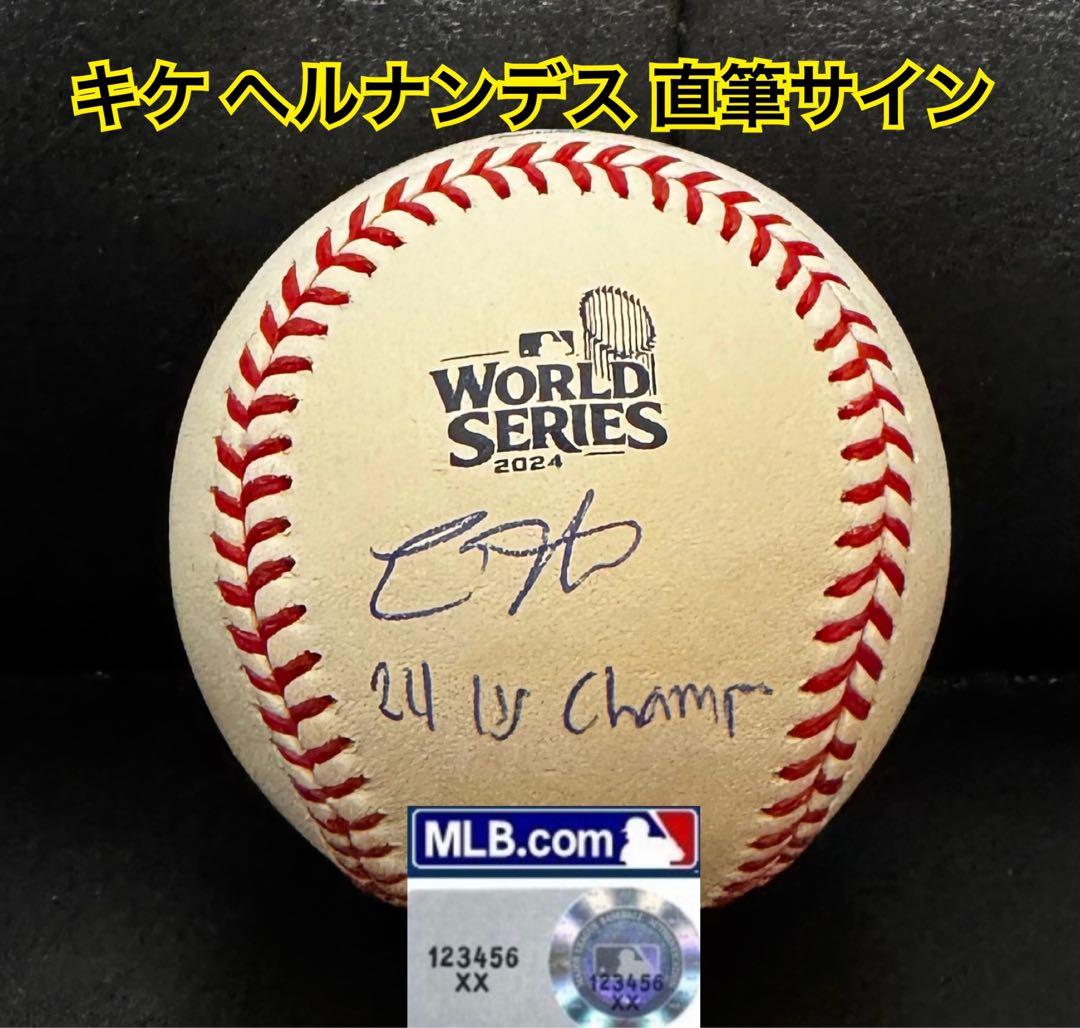 キケ ヘルナンデス 直筆サイン
WORLD
SERIES
2024
24 WS Champ
MLB.com
123456
XX
123456
XX